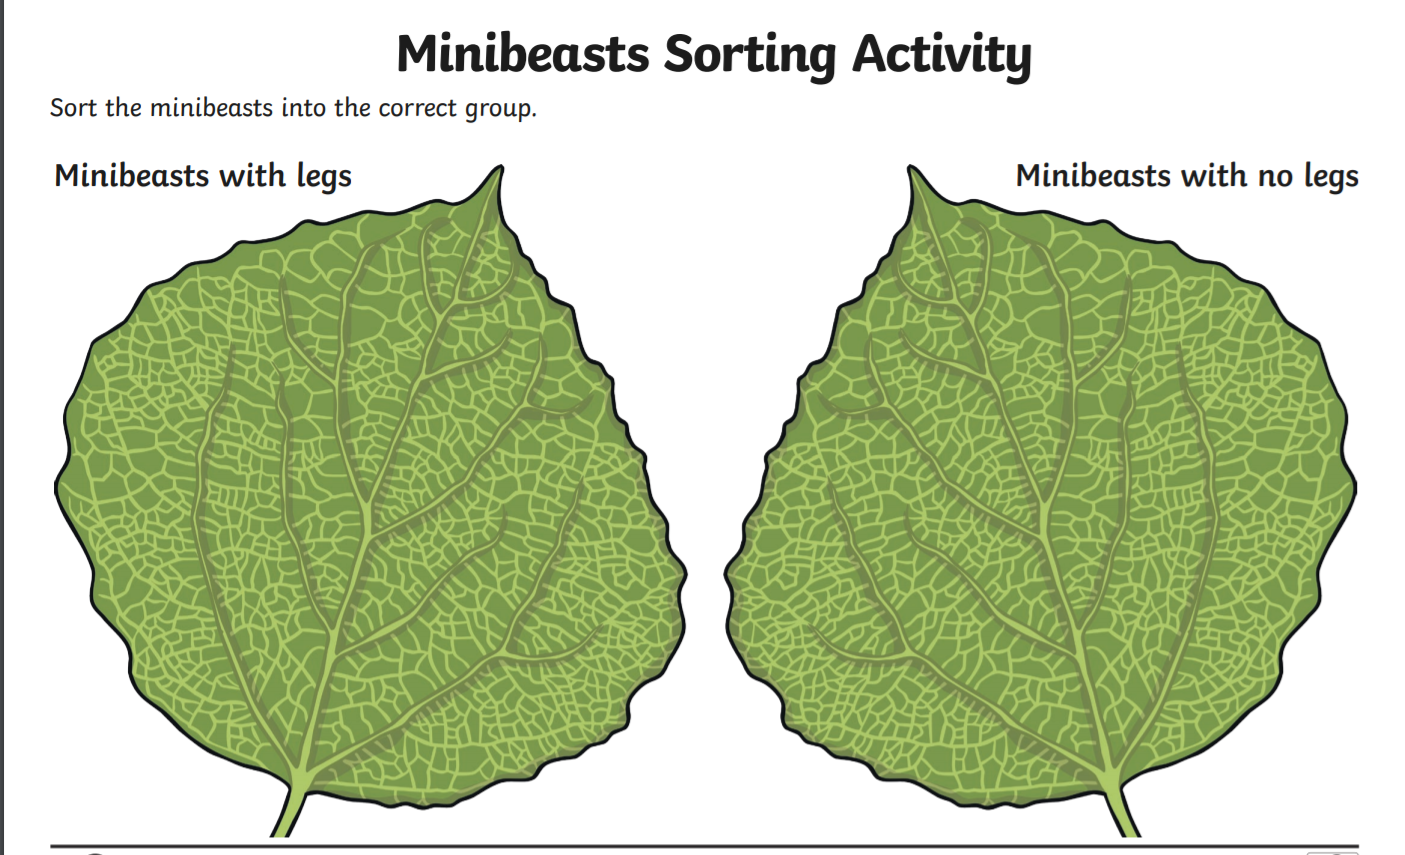 Minibeasts Sorting Activity
Sort the minibeasts into the correct group.
Minibeasts with legs
Minibeasts with no legs